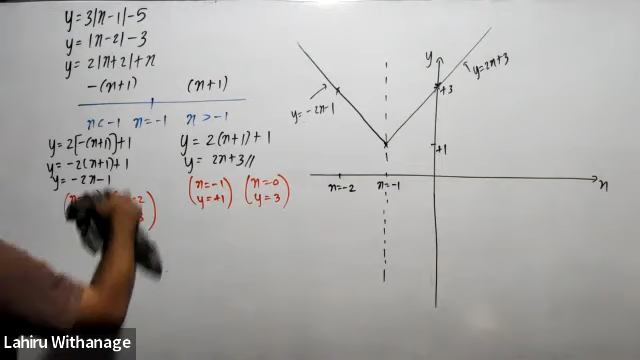 y = 3|x-1|-5
y = |x-2|-3
y = 2|x+2|+x
-(x+1) (x+1)
x<-1 x=-1 x>-1
y = 2[-(x+1)]+1
y = -2(x+1)+1
y = -2x-1
y = 2(x+1)+1
y = 2x+3//
(x=-1 y=+1) (x=0 y=3)
y
y=2x+3
+3
y=-2x-1
+1
x=-2 x=-1 x
Lahiru Withanage